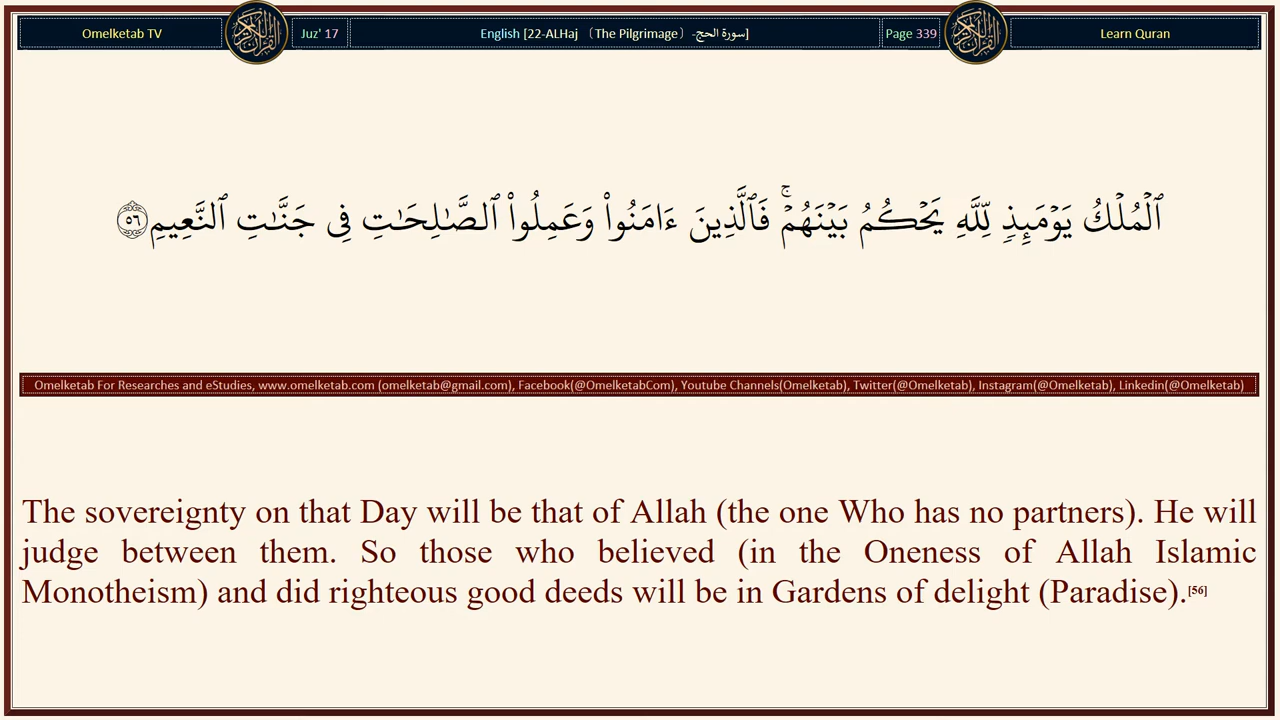 Omelketab TV
Juz' 17
English [22-ALHaj （The Pilgrimage） -سورة الحج]
Page 339
Learn Quran
ٱلْمُلْكُ يَوْمَئِذٍ لِّلَّهِ يَحْكُمُ بَيْنَهُمْ ۚ فَٱلَّذِينَ ءَامَنُوا۟ وَعَمِلُوا۟ ٱلصَّـٰلِحَـٰتِ فِى جَنَّـٰتِ ٱلنَّعِيمِ ٥٦
Omelketab For Researches and eStudies, www.omelketab.com (omelketab@gmail.com), Facebook(@OmelketabCom), Youtube Channels(Omelketab), Twitter(@Omelketab), Instagram(@Omelketab), Linkedin(@Omelketab)
The sovereignty on that Day will be that of Allah (the one Who has no partners). He will
judge between them. So those who believed (in the Oneness of Allah Islamic
Monotheism) and did righteous good deeds will be in Gardens of delight (Paradise).[56]